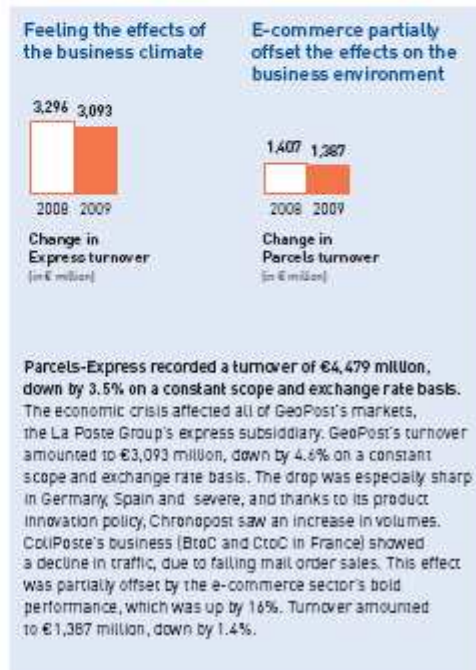 Feeling the effects of
the business climate
3,296 3,093
2008 2009
Change in
Express turnover
(in € million)
E-commerce partially
offset the effects on the
business environment
1,407 1,387
2008 2009
Change in
Parcels turnover
(in € million)
Parcels-Express recorded a turnover of €4,479 million,
down by 3.5% on a constant scope and exchange rate basis.
The economic crisis affected all of GeoPost's markets,
the La Poste Group's express subsiddiary. GeoPost's turnover
amounted to €3,093 million, down by 4.6% on a constant
scope and exchange rate basis. The drop was especially sharp
in Germany, Spain and severe, and thanks to its product
innovation policy, Chronopost saw an increase in volumes.
ColiPoste's business (BtoC and CtoC in France) showed
a decline in traffic, due to falling mail order sales. This effect
was partially offset by the e-commerce sector's bold
performance, which was up by 16%. Turnover amounted
to €1,387 million, down by 1.4%.